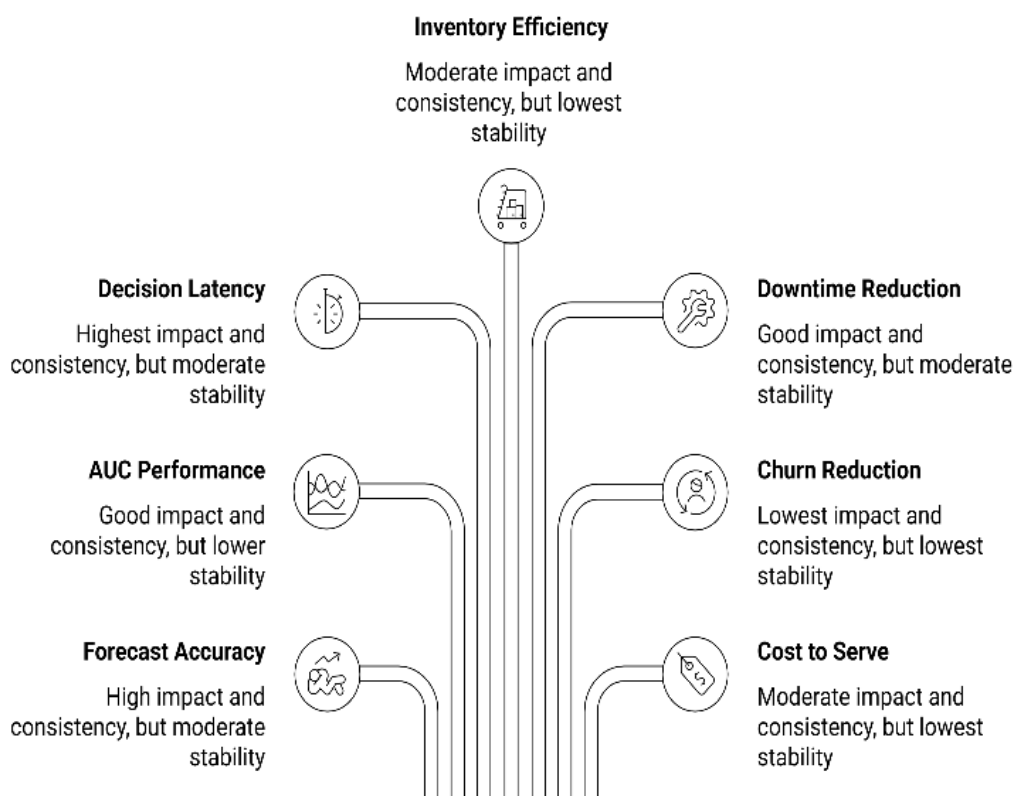 Inventory Efficiency
Moderate impact and
consistency, but lowest
stability
Decision Latency
Highest impact and
consistency, but moderate
stability
Downtime Reduction
Good impact and
consistency, but moderate
stability
AUC Performance
Good impact and
consistency, but lower
stability
Churn Reduction
Lowest impact and
consistency, but lowest
stability
Forecast Accuracy
High impact and
consistency, but moderate
stability
Cost to Serve
Moderate impact and
consistency, but lowest
stability